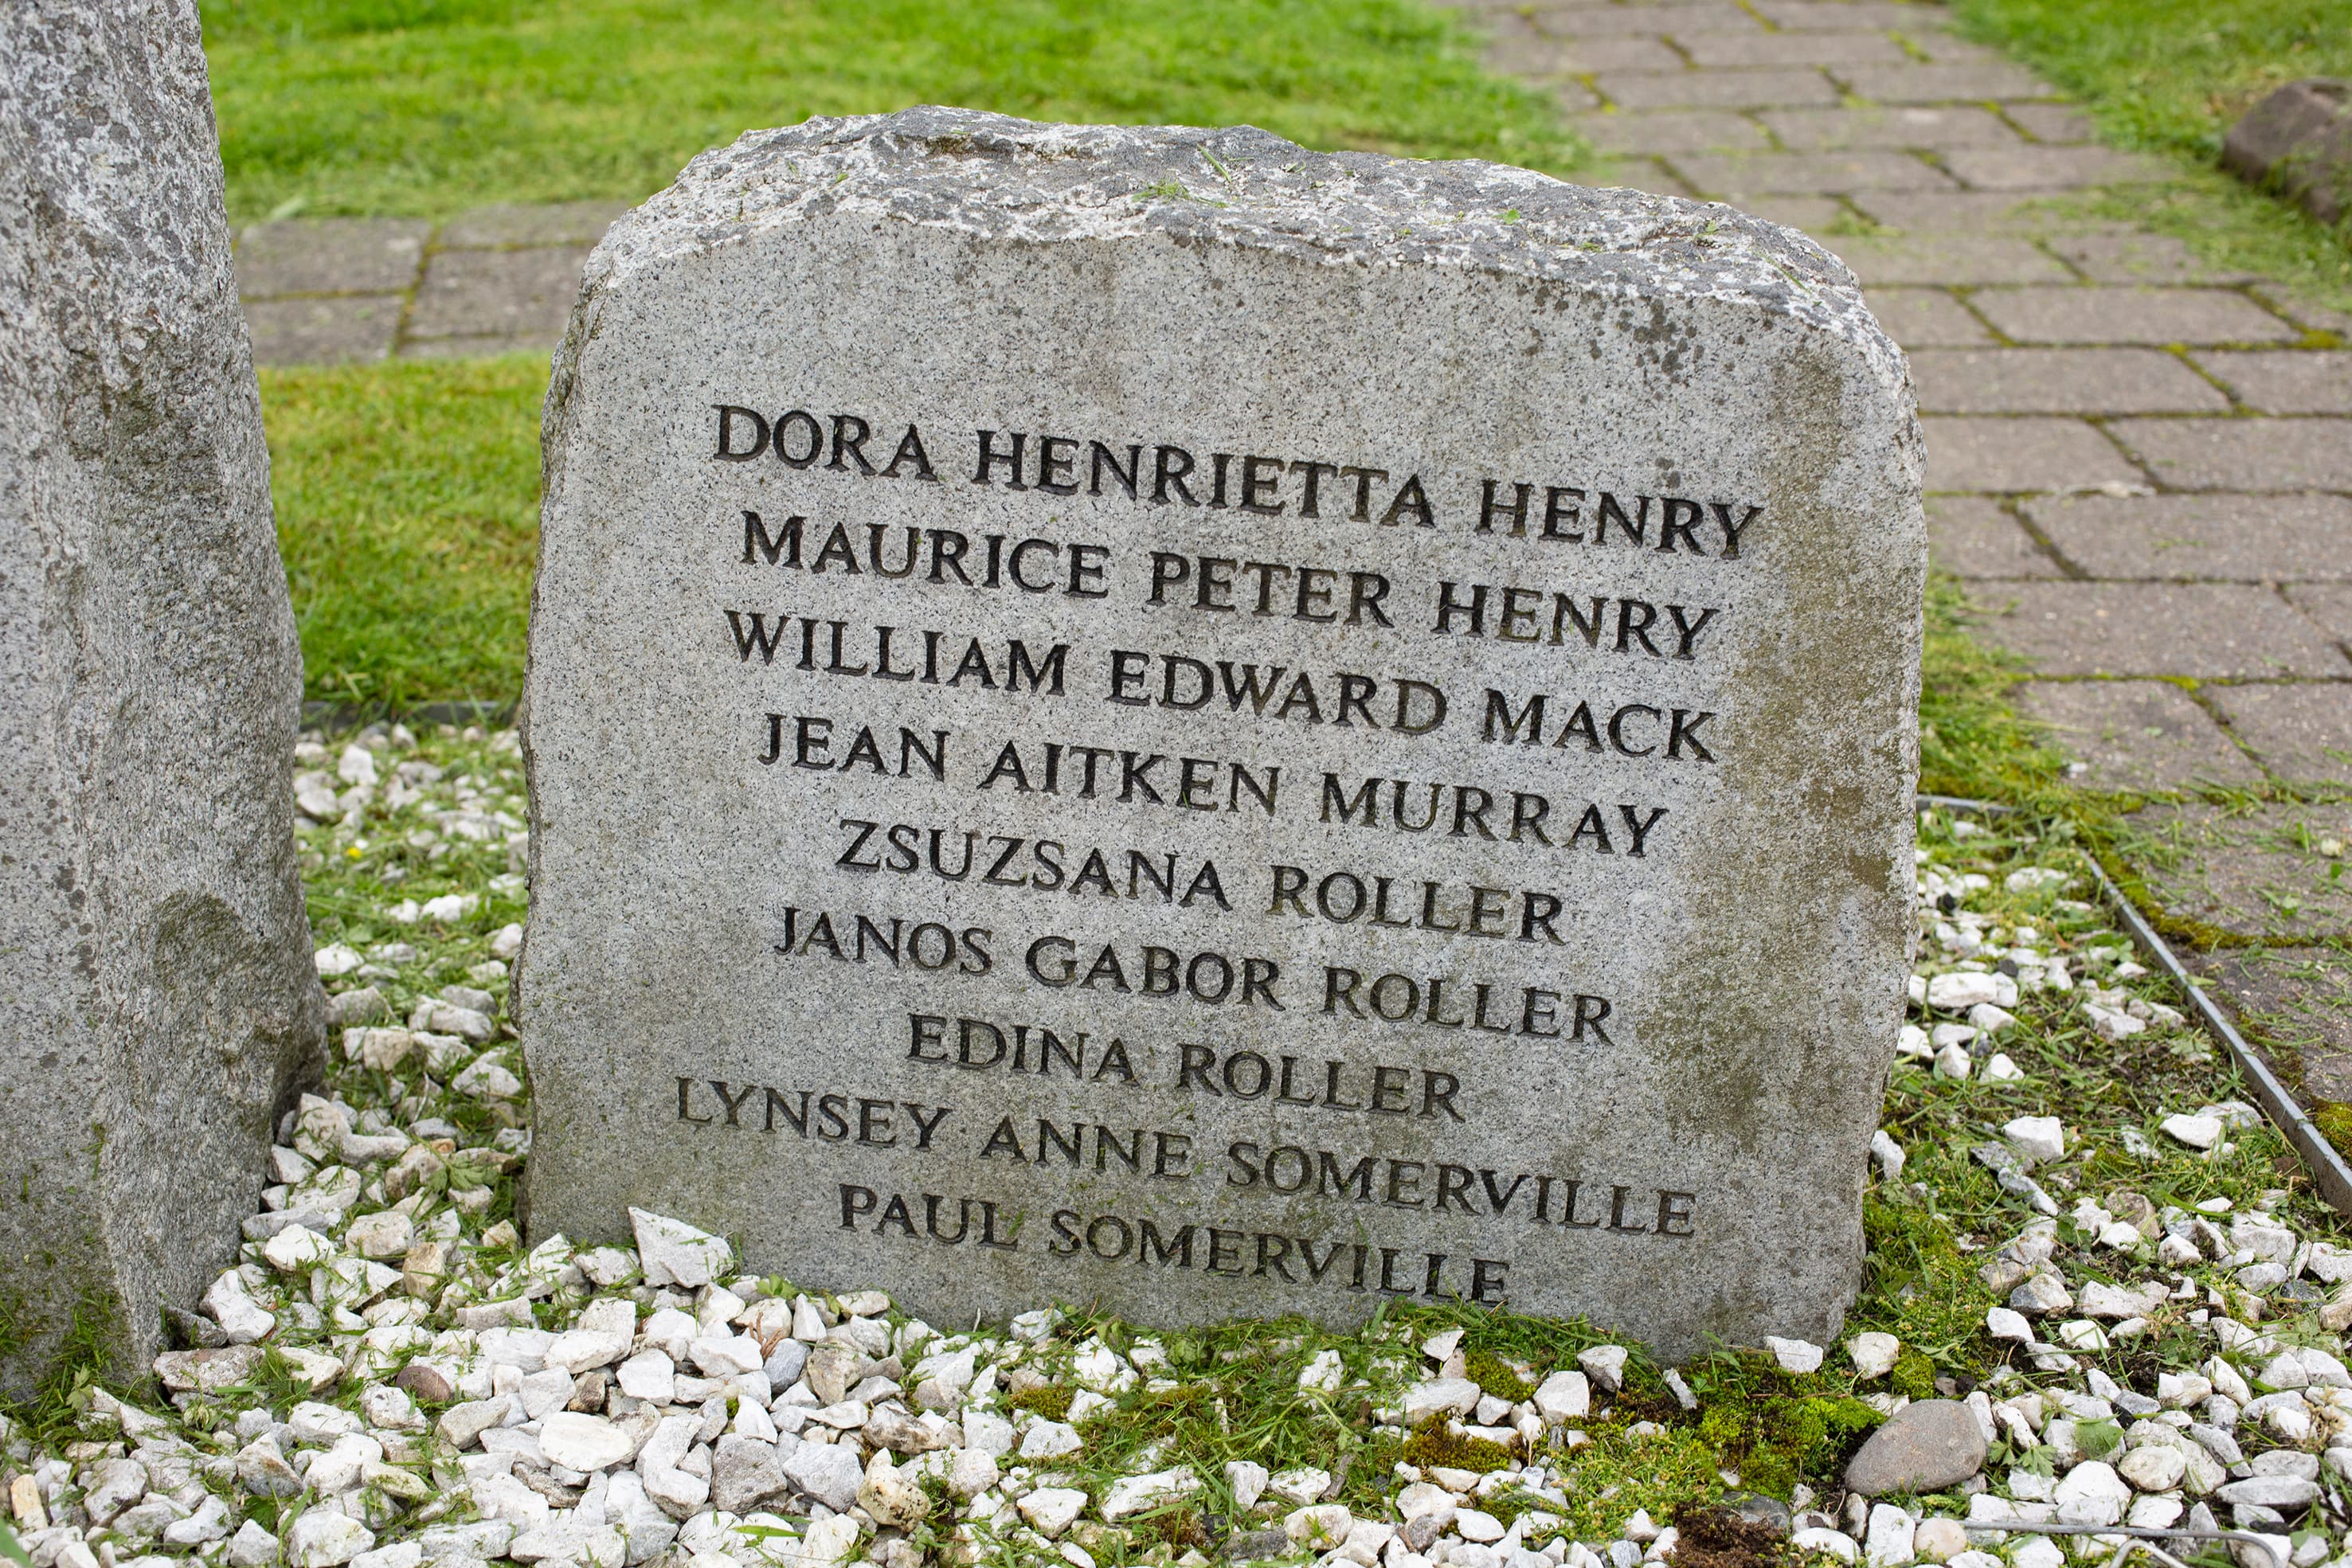 DORA HENRIETTA HENRY
MAURICE PETER HENRY
WILLIAM EDWARD MACK
JEAN AITKEN MURRAY
ZSUZSANA ROLLER
JANOS GABOR ROLLER
EDINA ROLLER
LYNSEY ANNE SOMERVILLE
PAUL SOMERVILLE